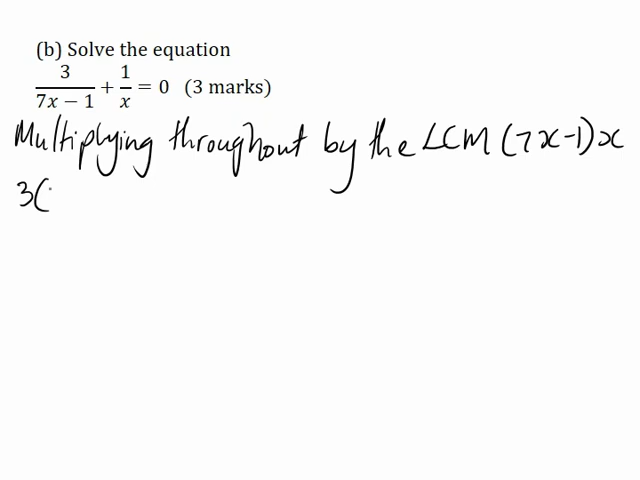 (b) Solve the equation
3/(7x − 1) + 1/x = 0 (3 marks)
Multiplying throughout by the LCM (7x-1)x
3(